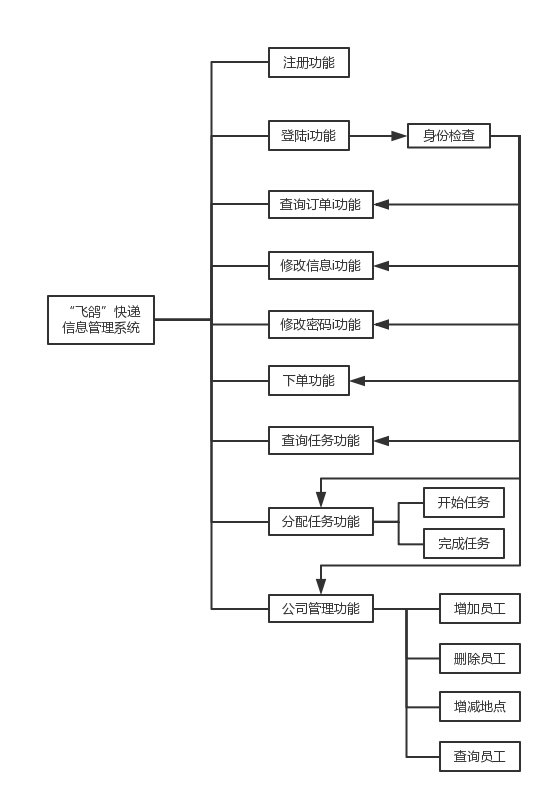 注册功能
登陆i功能
身份检查
查询订单i功能
修改信息i功能
“飞鸽”快递
信息管理系统
修改密码i功能
下单功能
查询任务功能
开始任务
分配任务功能
完成任务
公司管理功能
增加员工
删除员工
增减地点
查询员工